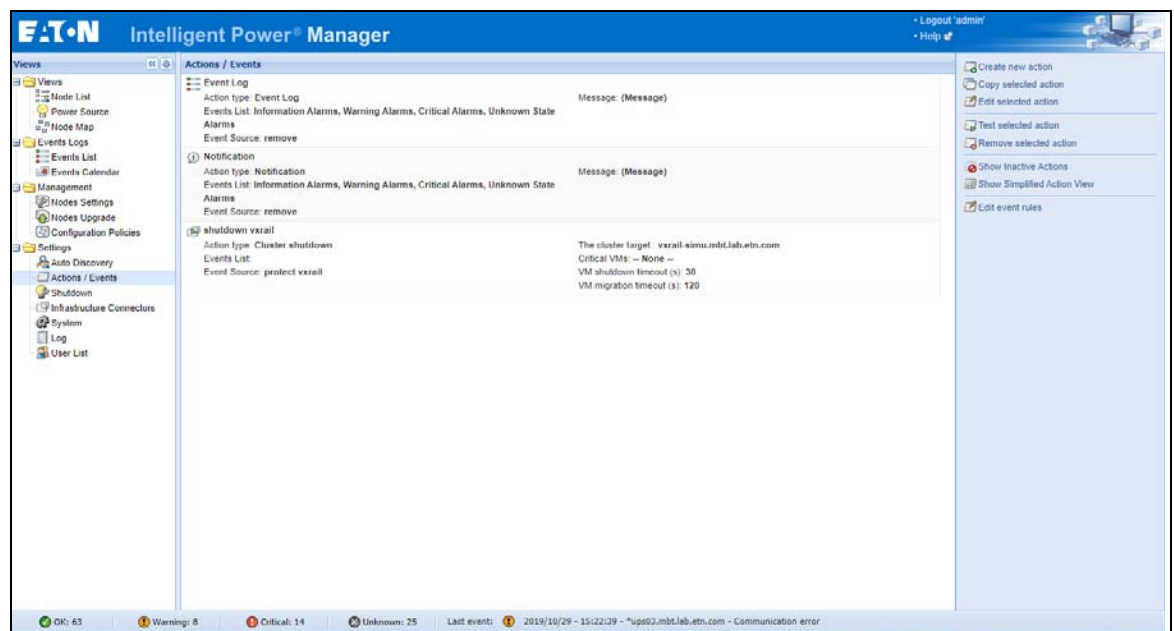 EATON Intelligent Power® Manager
• Logout 'admin'
• Help
Views
Views
Node List
Power Source
Node Map
Events Logs
Events List
Events Calendar
Management
Nodes Settings
Nodes Upgrade
Configuration Policies
Settings
Auto Discovery
Actions / Events
Shutdown
Infrastructure Connectors
System
Log
User List
Actions / Events
Event Log
Action type: Event Log
Message: (Message)
Events List: Information Alarms, Warning Alarms, Critical Alarms, Unknown State
Alarms
Event Source: remove
Notification
Action type: Notification
Message: (Message)
Events List: Information Alarms, Warning Alarms, Critical Alarms, Unknown State
Alarms
Event Source: remove
shutdown vxrail
Action type: Cluster shutdown
The cluster target : vxrail-simu.mbt.lab.etn.com
Events List:
Critical VMs: -- None --
Event Source: protect vxrail
VM shutdown timeout (s): 30
VM migration timeout (s): 120
Create new action
Copy selected action
Edit selected action
Test selected action
Remove selected action
Show Inactive Actions
Show Simplified Action View
Edit event rules
OK: 63 Warning: 8 Critical: 14 Unknown: 25 Last event: 2019/10/29 - 15:22:39 - *ups03.mbt.lab.etn.com - Communication error